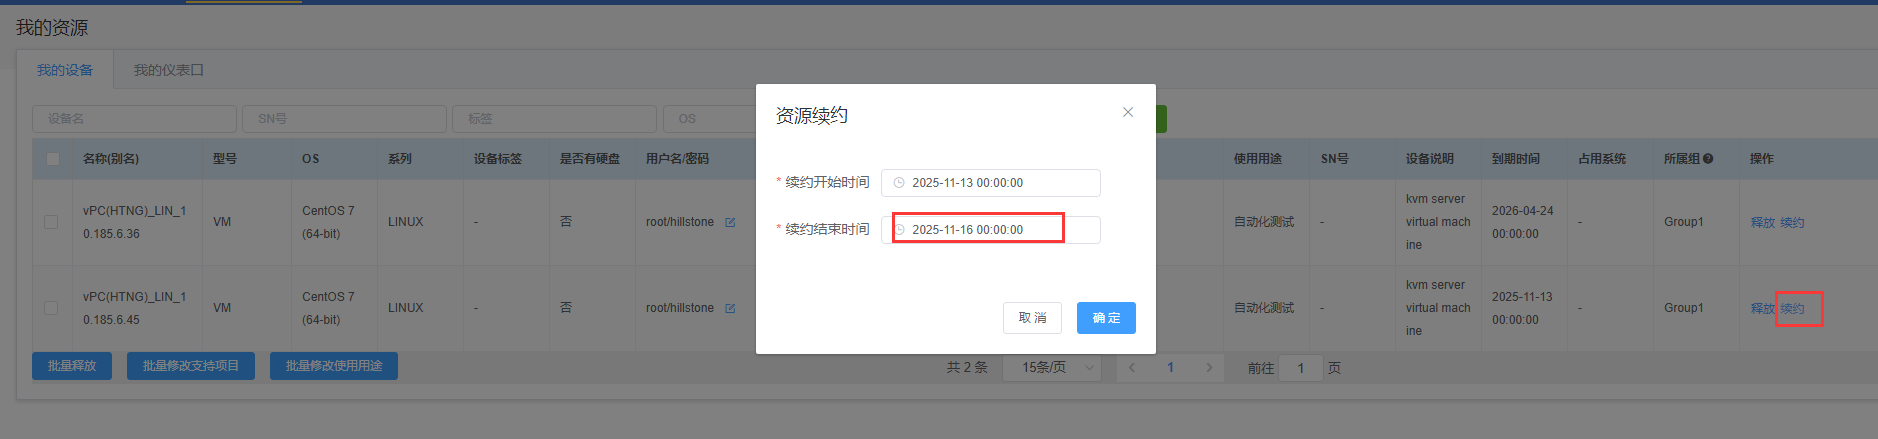 我的资源
我的设备
我的仪表口
设备名
SN号
标签
OS
名称(别名)
型号
OS
系列
设备标签
是否有硬盘
用户名/密码
使用用途
SN号
设备说明
到期时间
占用系统
所属组
操作
vPC(HTNG)_LIN_1
0.185.6.36
VM
CentOS 7
(64-bit)
LINUX
-
否
root/hillstone
自动化测试
-
kvm server
virtual mach
ine
2026-04-24
00:00:00
-
Group1
释放 续约
vPC(HTNG)_LIN_1
0.185.6.45
VM
CentOS 7
(64-bit)
LINUX
-
否
root/hillstone
自动化测试
-
kvm server
virtual mach
ine
2025-11-13
00:00:00
-
Group1
释放 续约
批量释放
批量修改支持项目
批量修改使用用途
共 2 条
15条/页
1
前往 1 页
资源续约
* 续约开始时间 2025-11-13 00:00:00
* 续约结束时间 2025-11-16 00:00:00
取 消
确 定